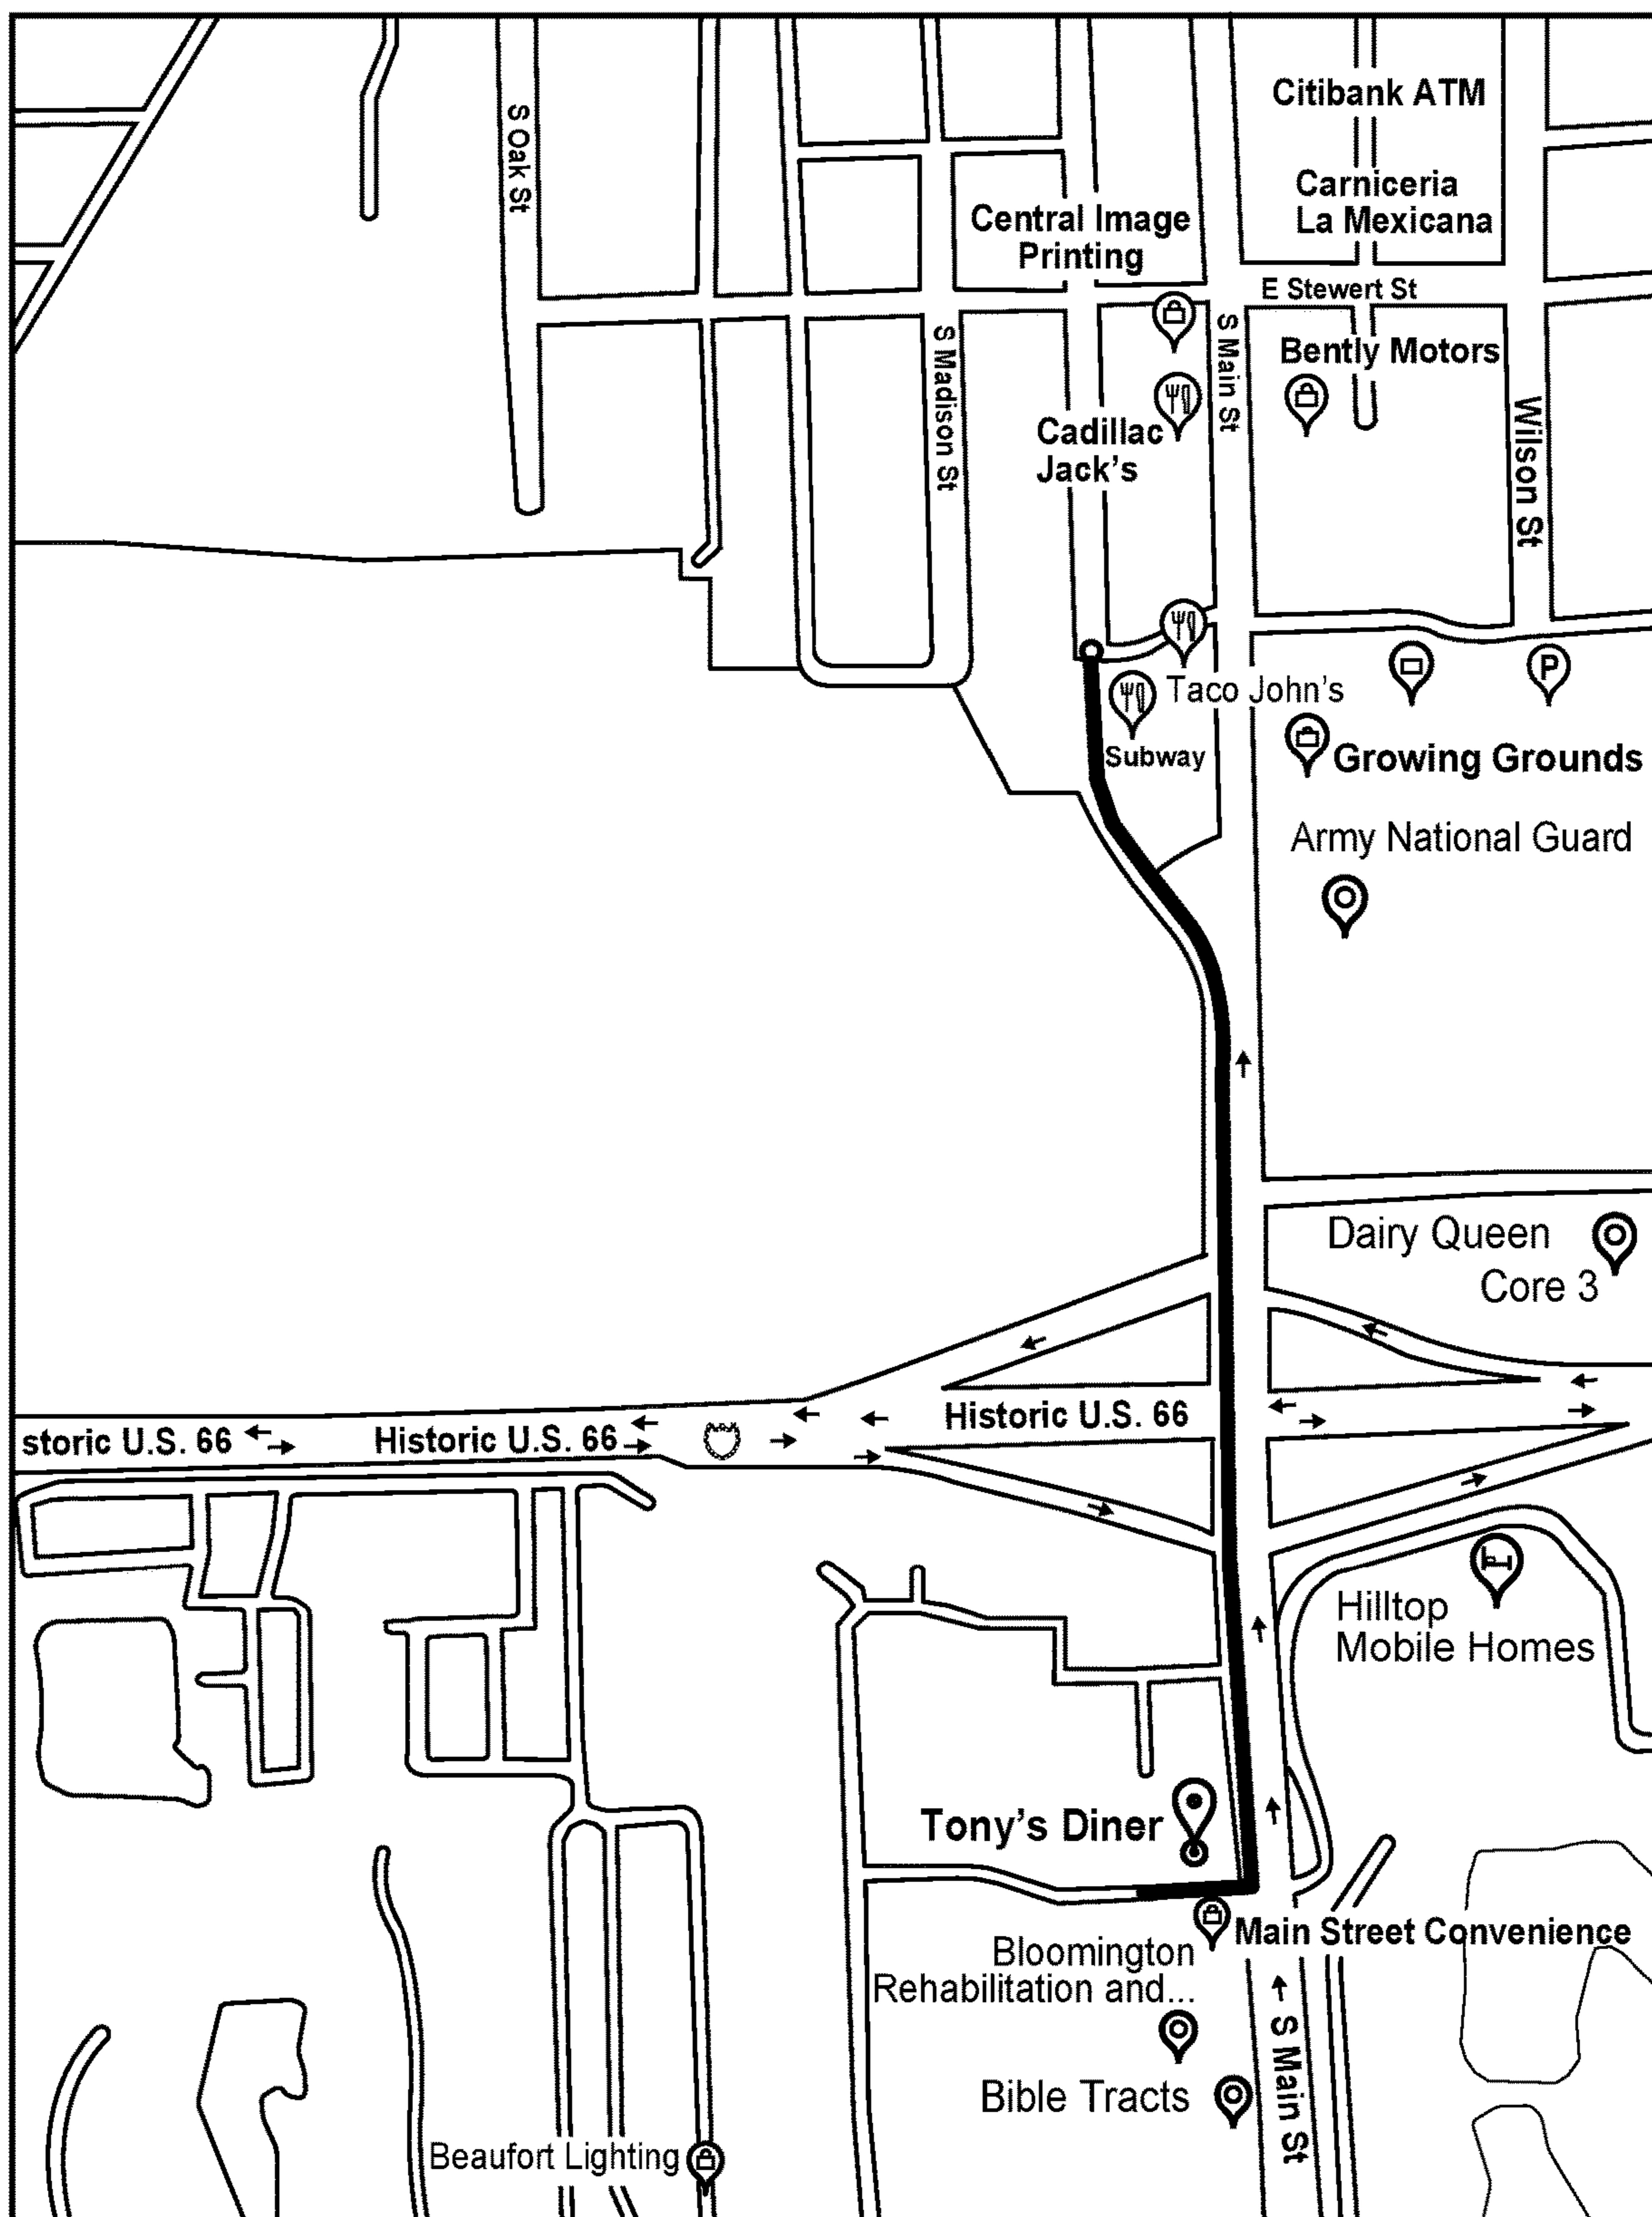 Citibank ATM
S Oak St
Carniceria
La Mexicana
Central Image
Printing
E Stewert St
S Main St
S Madison St
Bently Motors
Cadillac
Jack's
Wilson St
Taco John's
P
Subway
Growing Grounds
Army National Guard
Dairy Queen
Core 3
Historic U.S. 66
storic U.S. 66
Historic U.S. 66
Hilltop
Mobile Homes
Tony's Diner
Main Street Convenience
Bloomington
Rehabilitation and...
S Main St
Bible Tracts
Beaufort Lighting